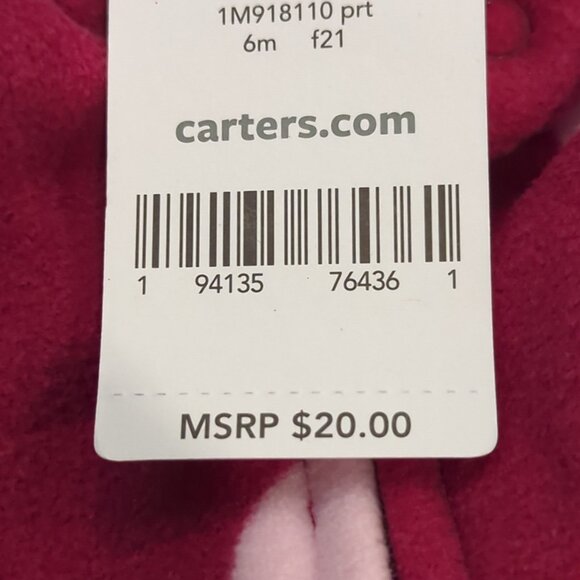 1M918110 prt
6m f21
carters.com
1 94135 76436 1
MSRP $20.00